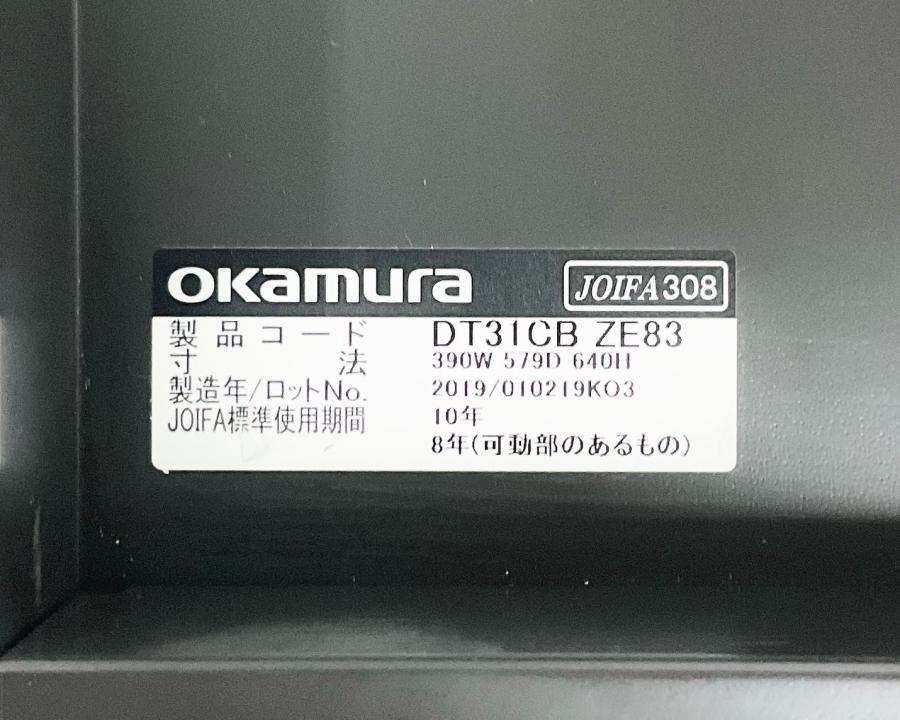 okamura JOIFA308
製品コード DT31CB ZE83
寸法 390W 579D 640H
製造年/ロットNo. 2019/010219KO3
JOIFA標準使用期間 10年
8年(可動部のあるもの)